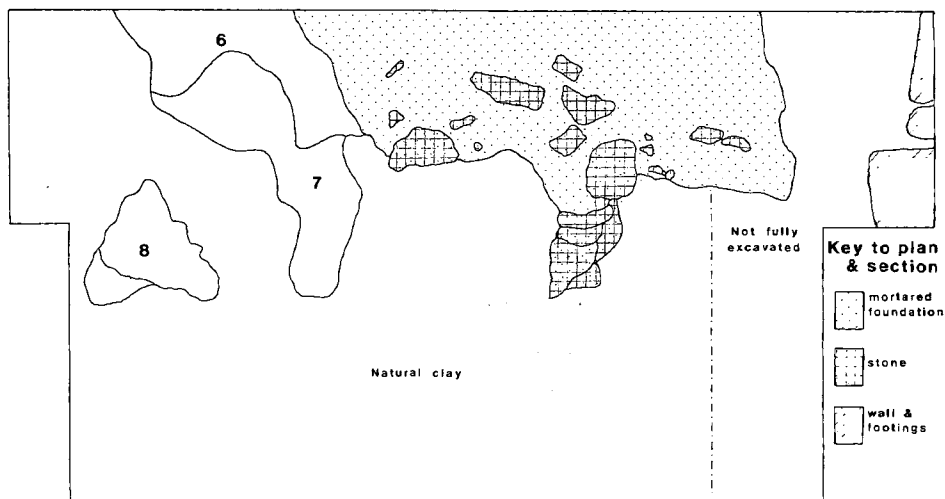 6
7
8
Not fully
excavated
Natural clay
Key to plan
& section
mortared
foundation
stone
wall &
footings